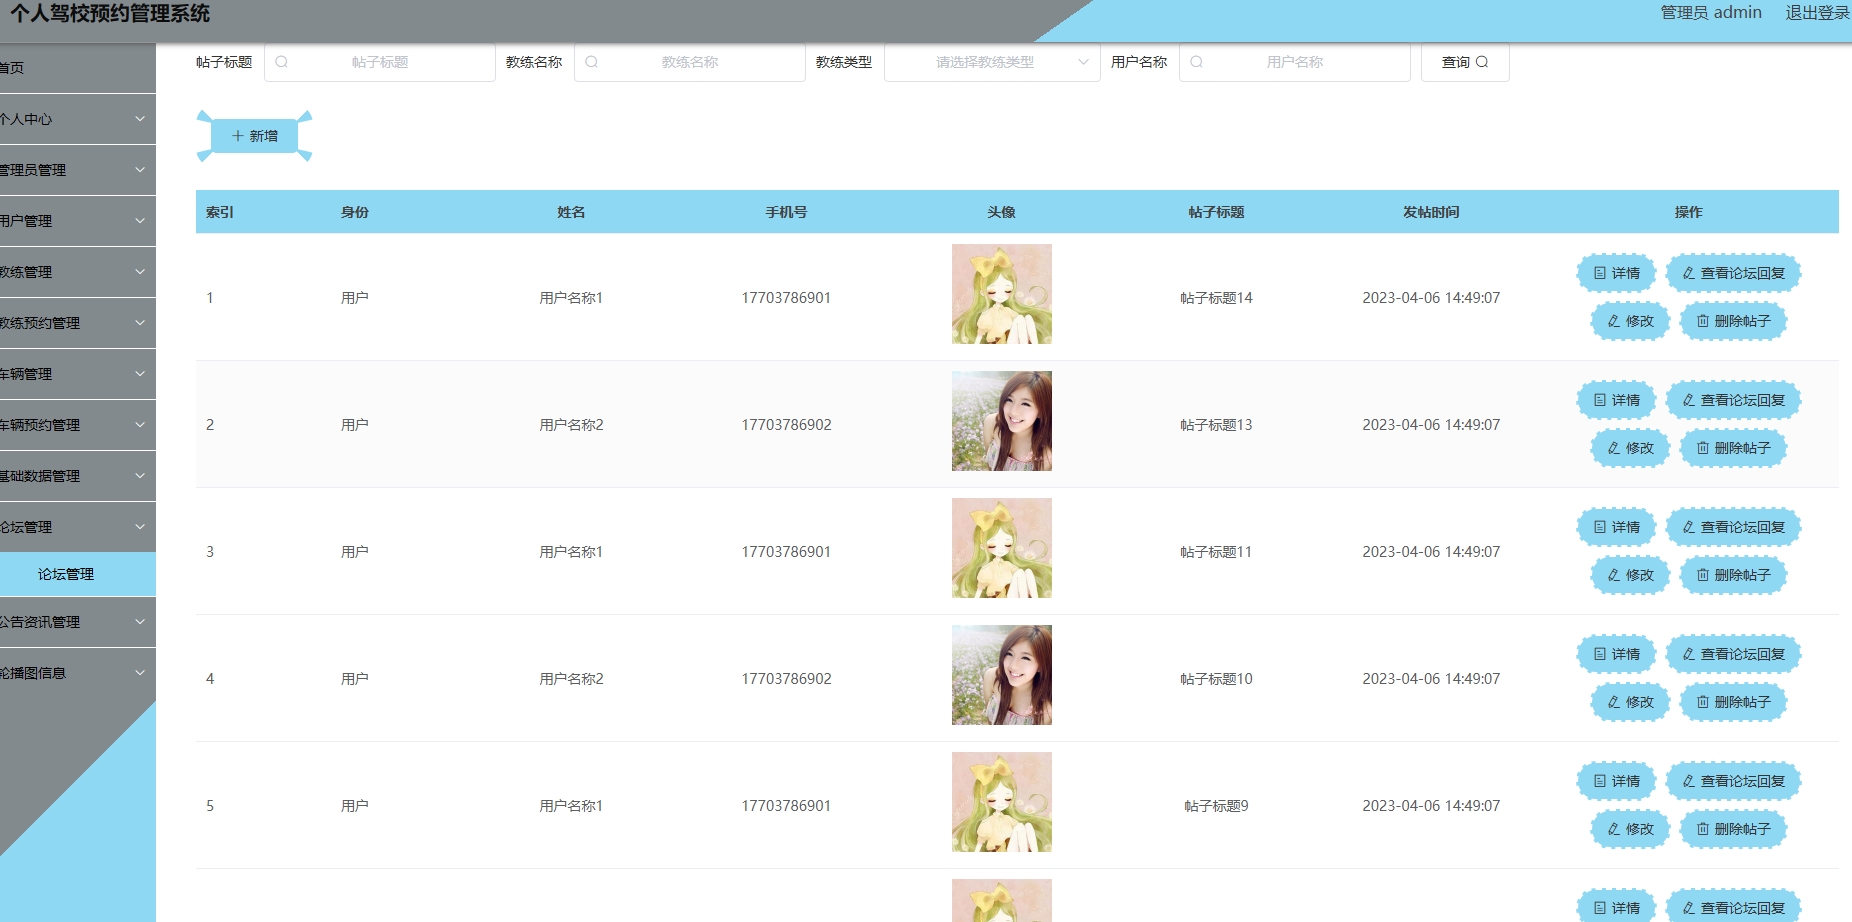 个人驾校预约管理系统
管理员 admin 退出登录
首页
个人中心
管理员管理
用户管理
教练管理
教练预约管理
车辆管理
车辆预约管理
基础数据管理
论坛管理
论坛管理
公告资讯管理
轮播图信息
帖子标题 帖子标题 教练名称 教练名称 教练类型 请选择教练类型 用户名称 用户名称 查询
新增
索引 身份 姓名 手机号 头像 帖子标题 发帖时间 操作
1 用户 用户名称1 17703786901 帖子标题14 2023-04-06 14:49:07 详情 查看论坛回复
修改 删除帖子
2 用户 用户名称2 17703786902 帖子标题13 2023-04-06 14:49:07 详情 查看论坛回复
修改 删除帖子
3 用户 用户名称1 17703786901 帖子标题11 2023-04-06 14:49:07 详情 查看论坛回复
修改 删除帖子
4 用户 用户名称2 17703786902 帖子标题10 2023-04-06 14:49:07 详情 查看论坛回复
修改 删除帖子
5 用户 用户名称1 17703786901 帖子标题9 2023-04-06 14:49:07 详情 查看论坛回复
修改 删除帖子
详情 查看论坛回复